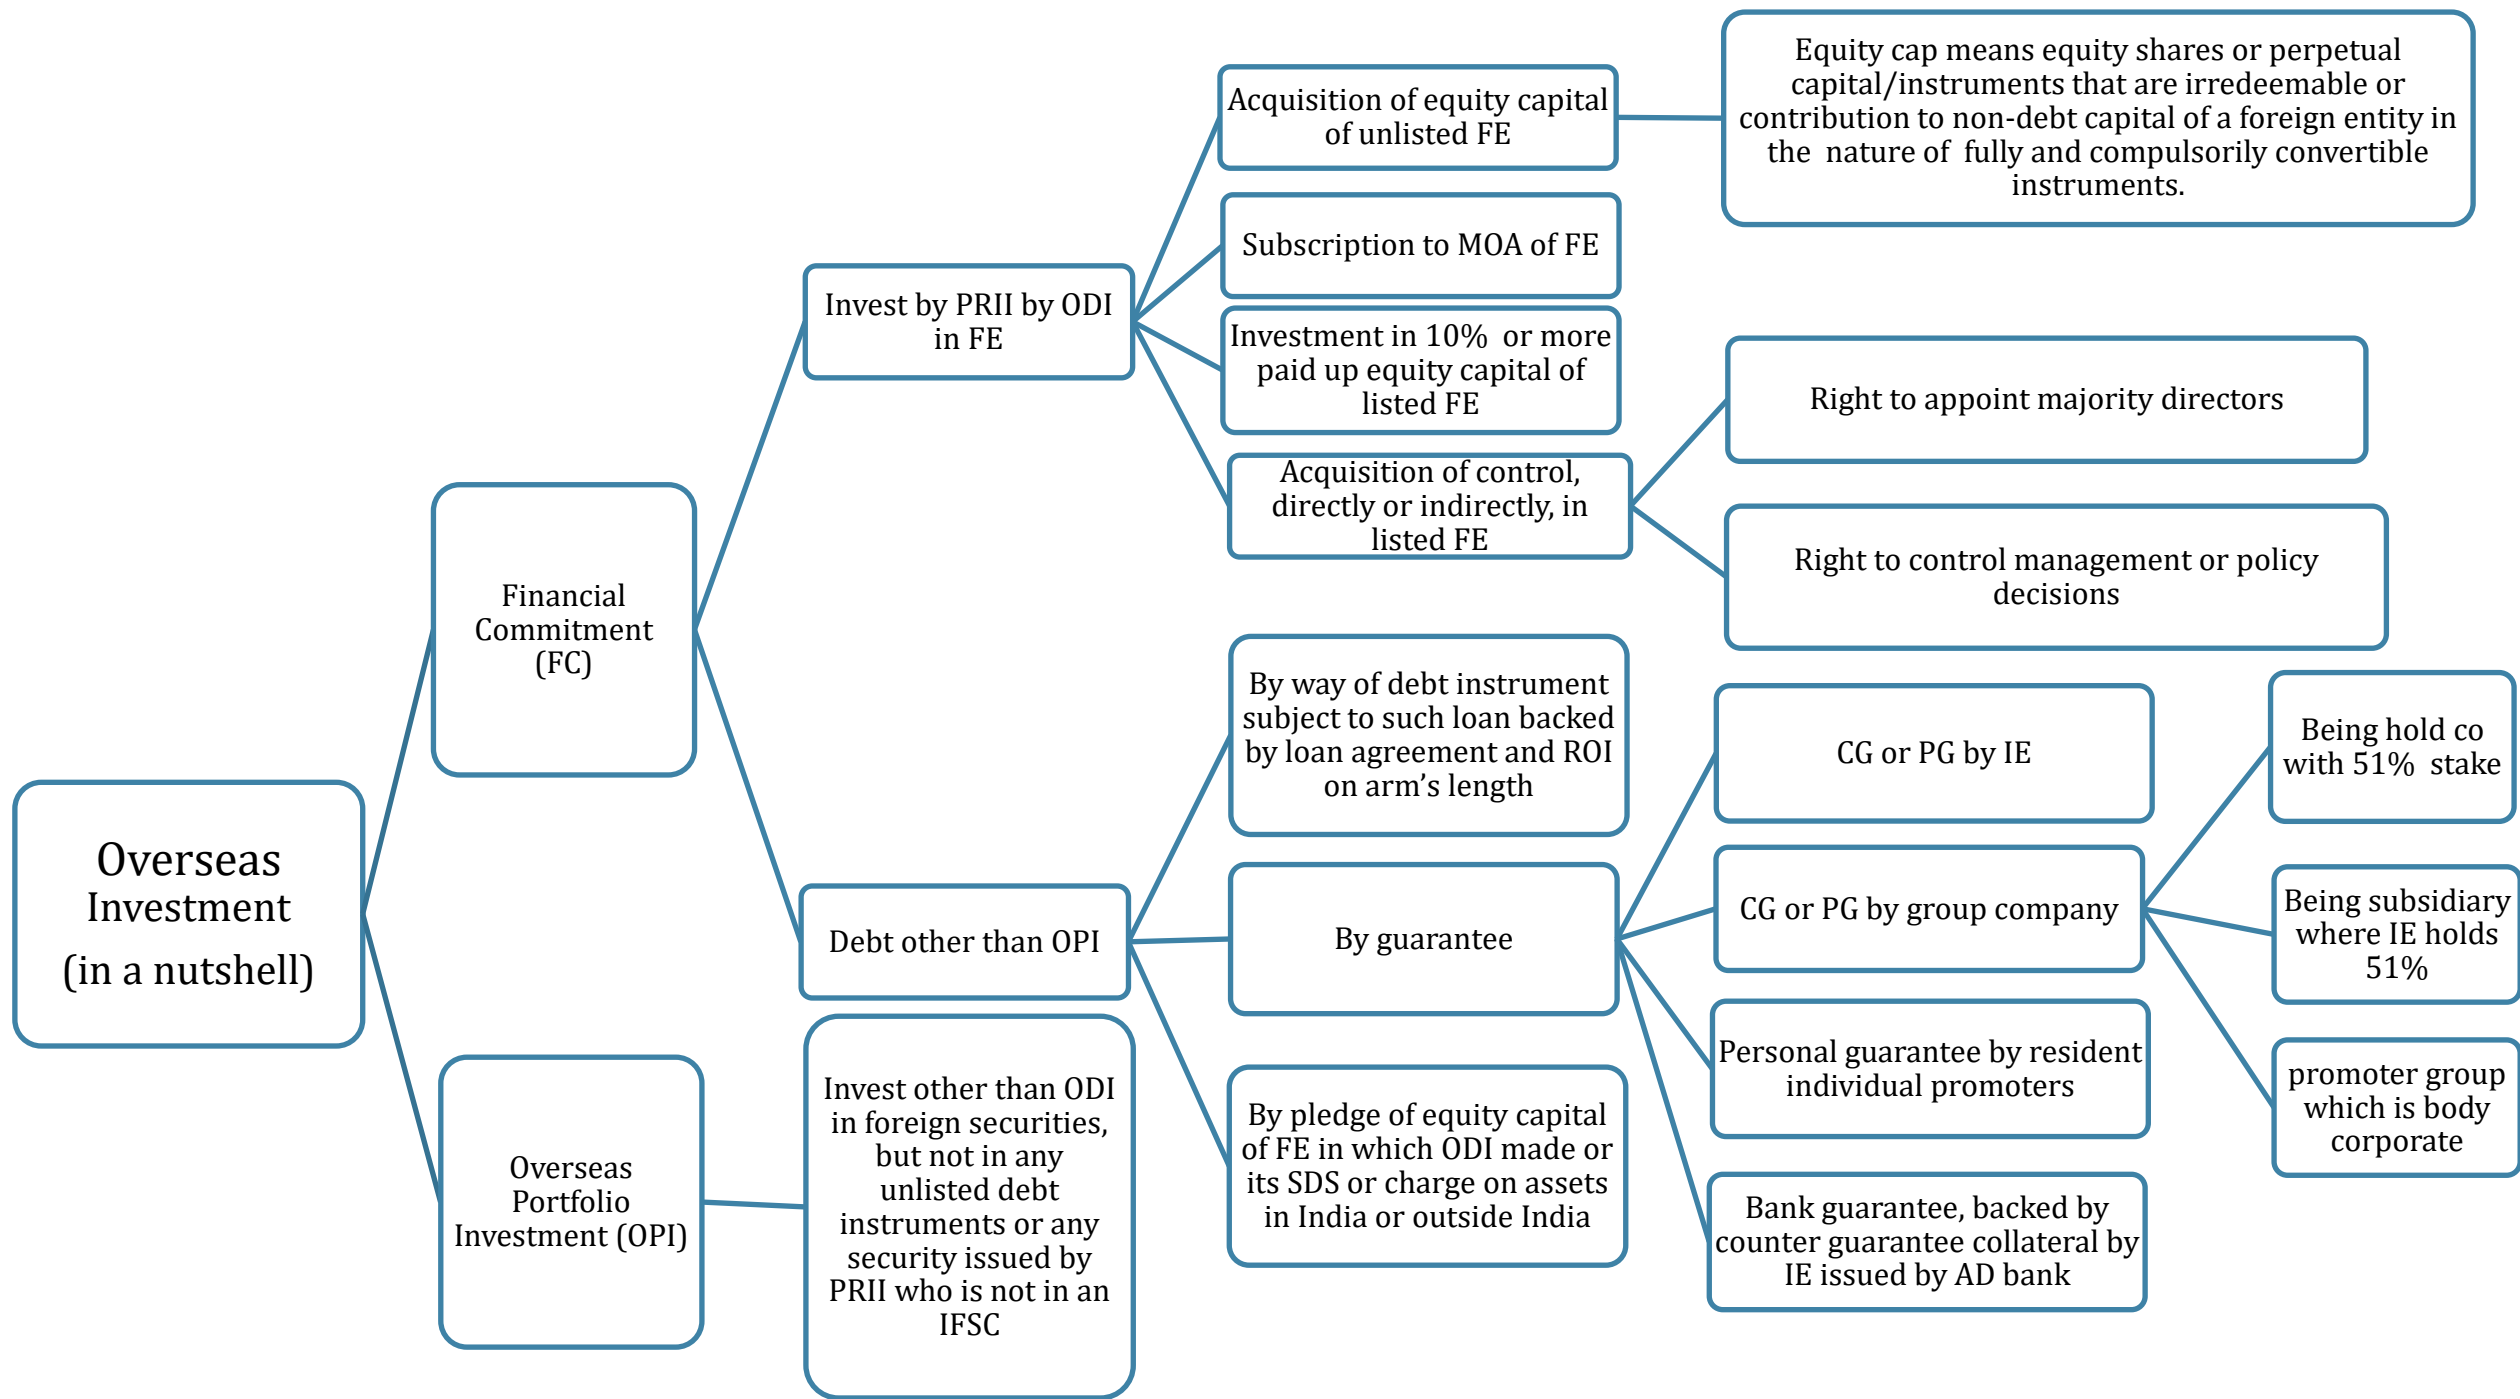 Overseas
Investment
(in a nutshell)
Financial
Commitment
(FC)
Invest by PRII by ODI
in FE
Acquisition of equity capital
of unlisted FE
Equity cap means equity shares or perpetual
capital/instruments that are irredeemable or
contribution to non-debt capital of a foreign entity in
the nature of fully and compulsorily convertible
instruments.
Subscription to MOA of FE
Investment in 10% or more
paid up equity capital of
listed FE
Acquisition of control,
directly or indirectly, in
listed FE
Right to appoint majority directors
Right to control management or policy
decisions
Debt other than OPI
By way of debt instrument
subject to such loan backed
by loan agreement and ROI
on arm’s length
By guarantee
CG or PG by IE
CG or PG by group company
Being hold co
with 51% stake
Being subsidiary
where IE holds
51%
promoter group
which is body
corporate
Personal guarantee by resident
individual promoters
Bank guarantee, backed by
counter guarantee collateral by
IE issued by AD bank
By pledge of equity capital
of FE in which ODI made or
its SDS or charge on assets
in India or outside India
Overseas
Portfolio
Investment (OPI)
Invest other than ODI
in foreign securities,
but not in any
unlisted debt
instruments or any
security issued by
PRII who is not in an
IFSC